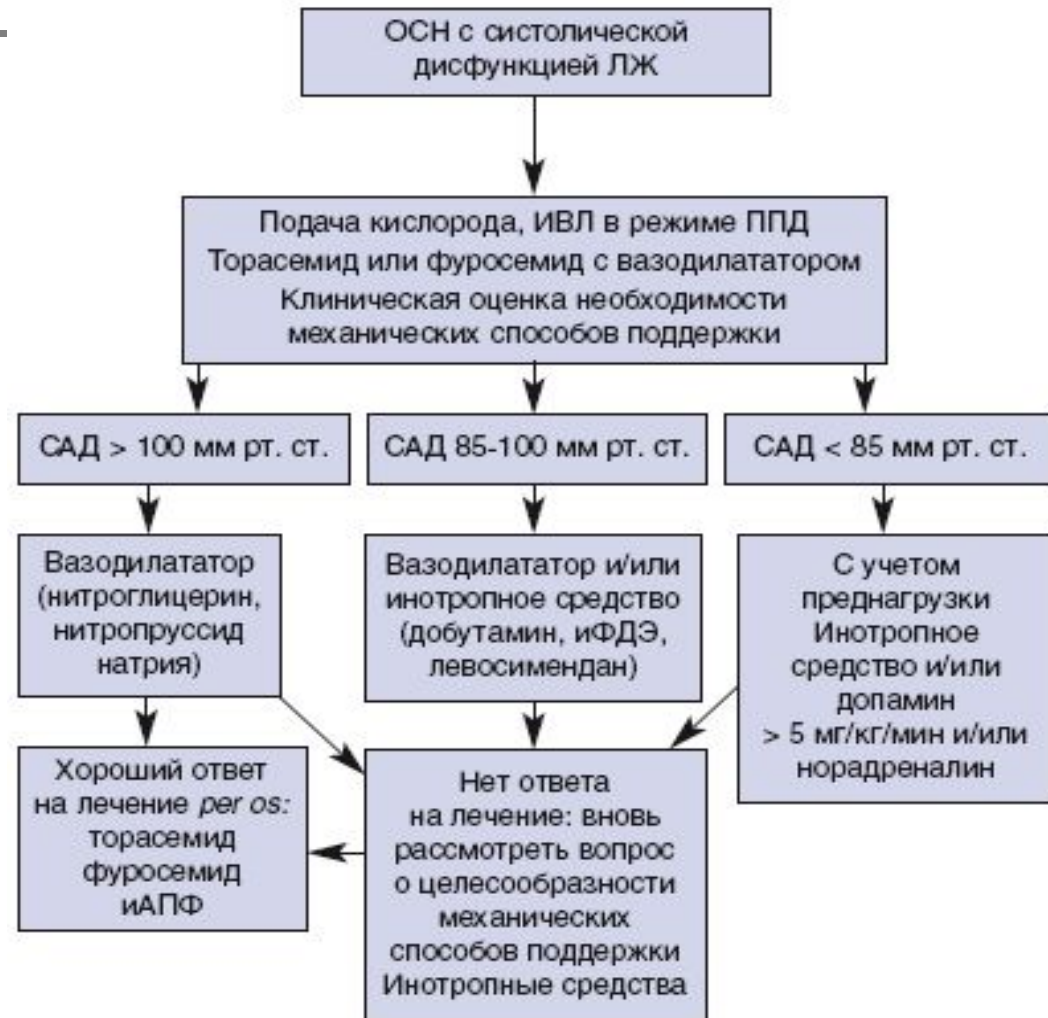 ОСН с систолической
дисфункцией ЛЖ
Подача кислорода, ИВЛ в режиме ППД
Торасемид или фуросемид с вазодилататором
Клиническая оценка необходимости
механических способов поддержки
САД > 100 мм рт. ст.
САД 85-100 мм рт. ст.
САД < 85 мм рт. ст.
Вазодилататор
(нитроглицерин,
нитропруссид
натрия)
Вазодилататор и/или
инотропное средство
(добутамин, иФДЭ,
левосимендан)
С учетом
преднагрузки
Инотропное
средство и/или
допамин
> 5 мг/кг/мин и/или
норадреналин
Хороший ответ
на лечение per os:
торасемид
фуросемид
иАПФ
Нет ответа
на лечение: вновь
рассмотреть вопрос
о целесообразности
механических
способов поддержки
Инотропные средства